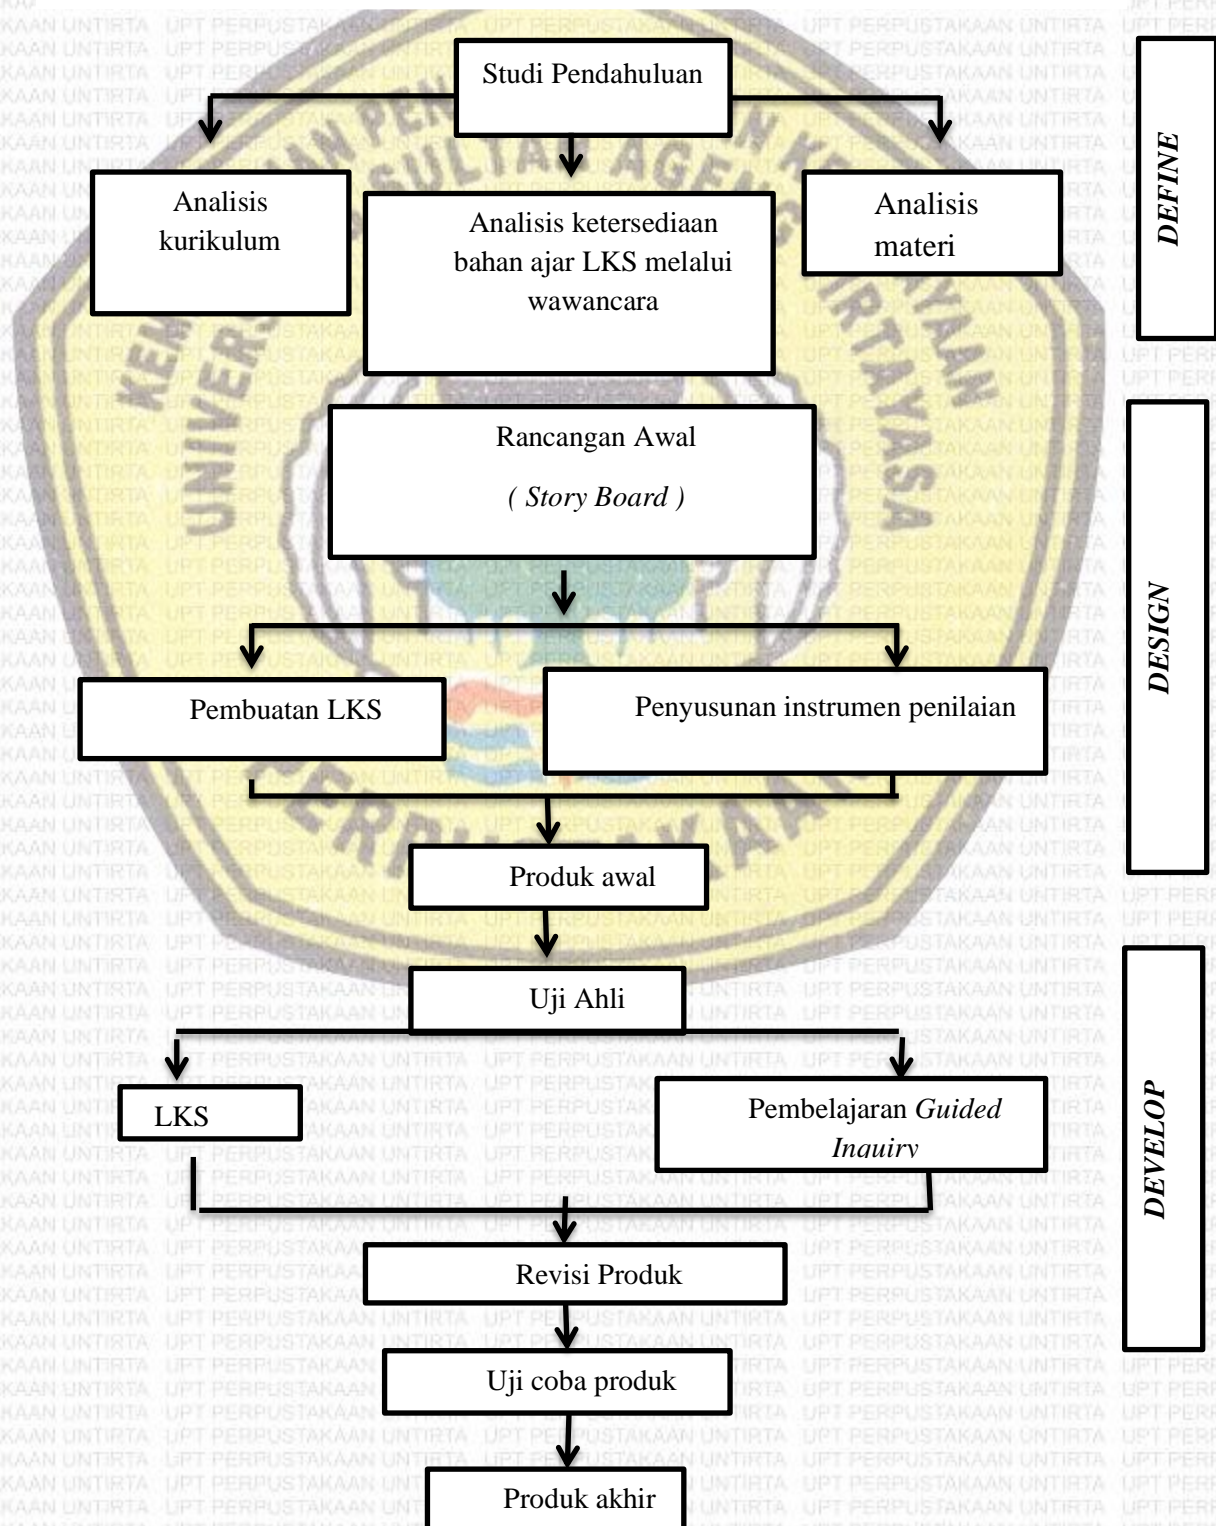 Studi Pendahuluan
Analisis
kurikulum
Analisis ketersediaan
bahan ajar LKS melalui
wawancara
Analisis
materi
DEFINE
Rancangan Awal
( Story Board )
Pembuatan LKS
Penyusunan instrumen penilaian
Produk awal
DESIGN
Uji Ahli
LKS
Pembelajaran Guided
Inquiry
Revisi Produk
Uji coba produk
Produk akhir
DEVELOP